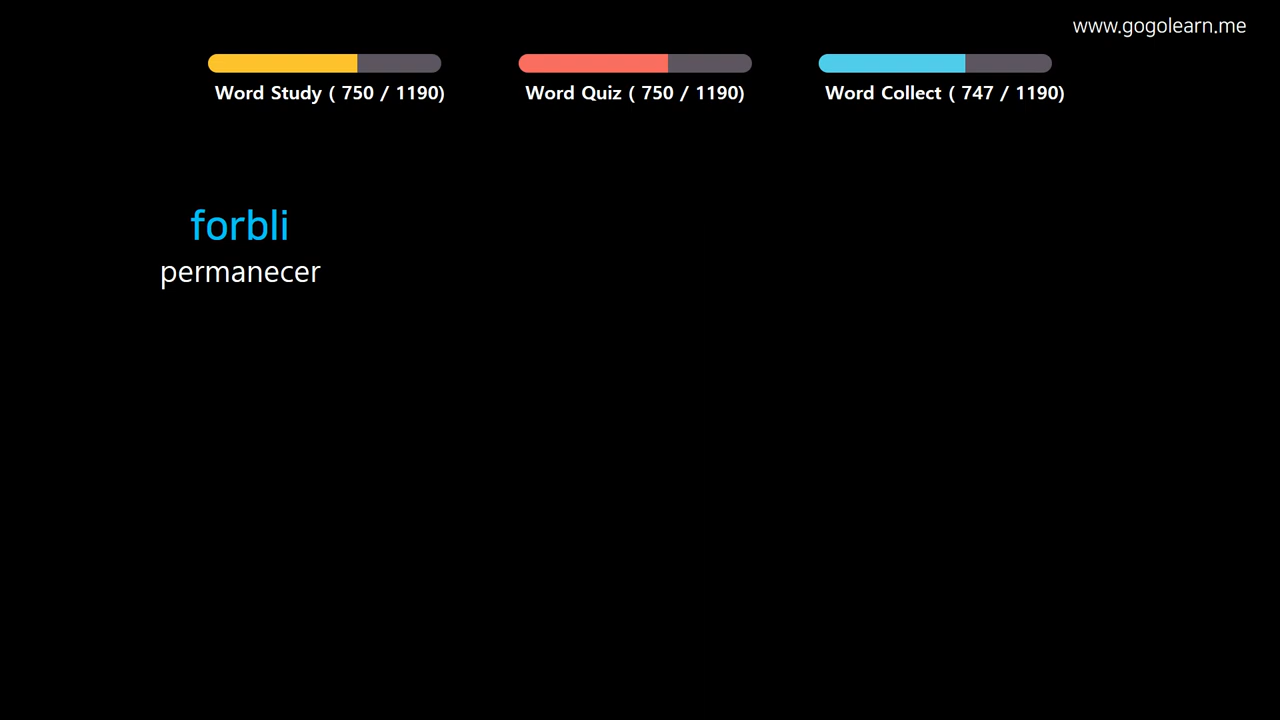 www.gogolearn.me
Word Study ( 750 / 1190)
Word Quiz ( 750 / 1190)
Word Collect ( 747 / 1190)
forbli
permanecer